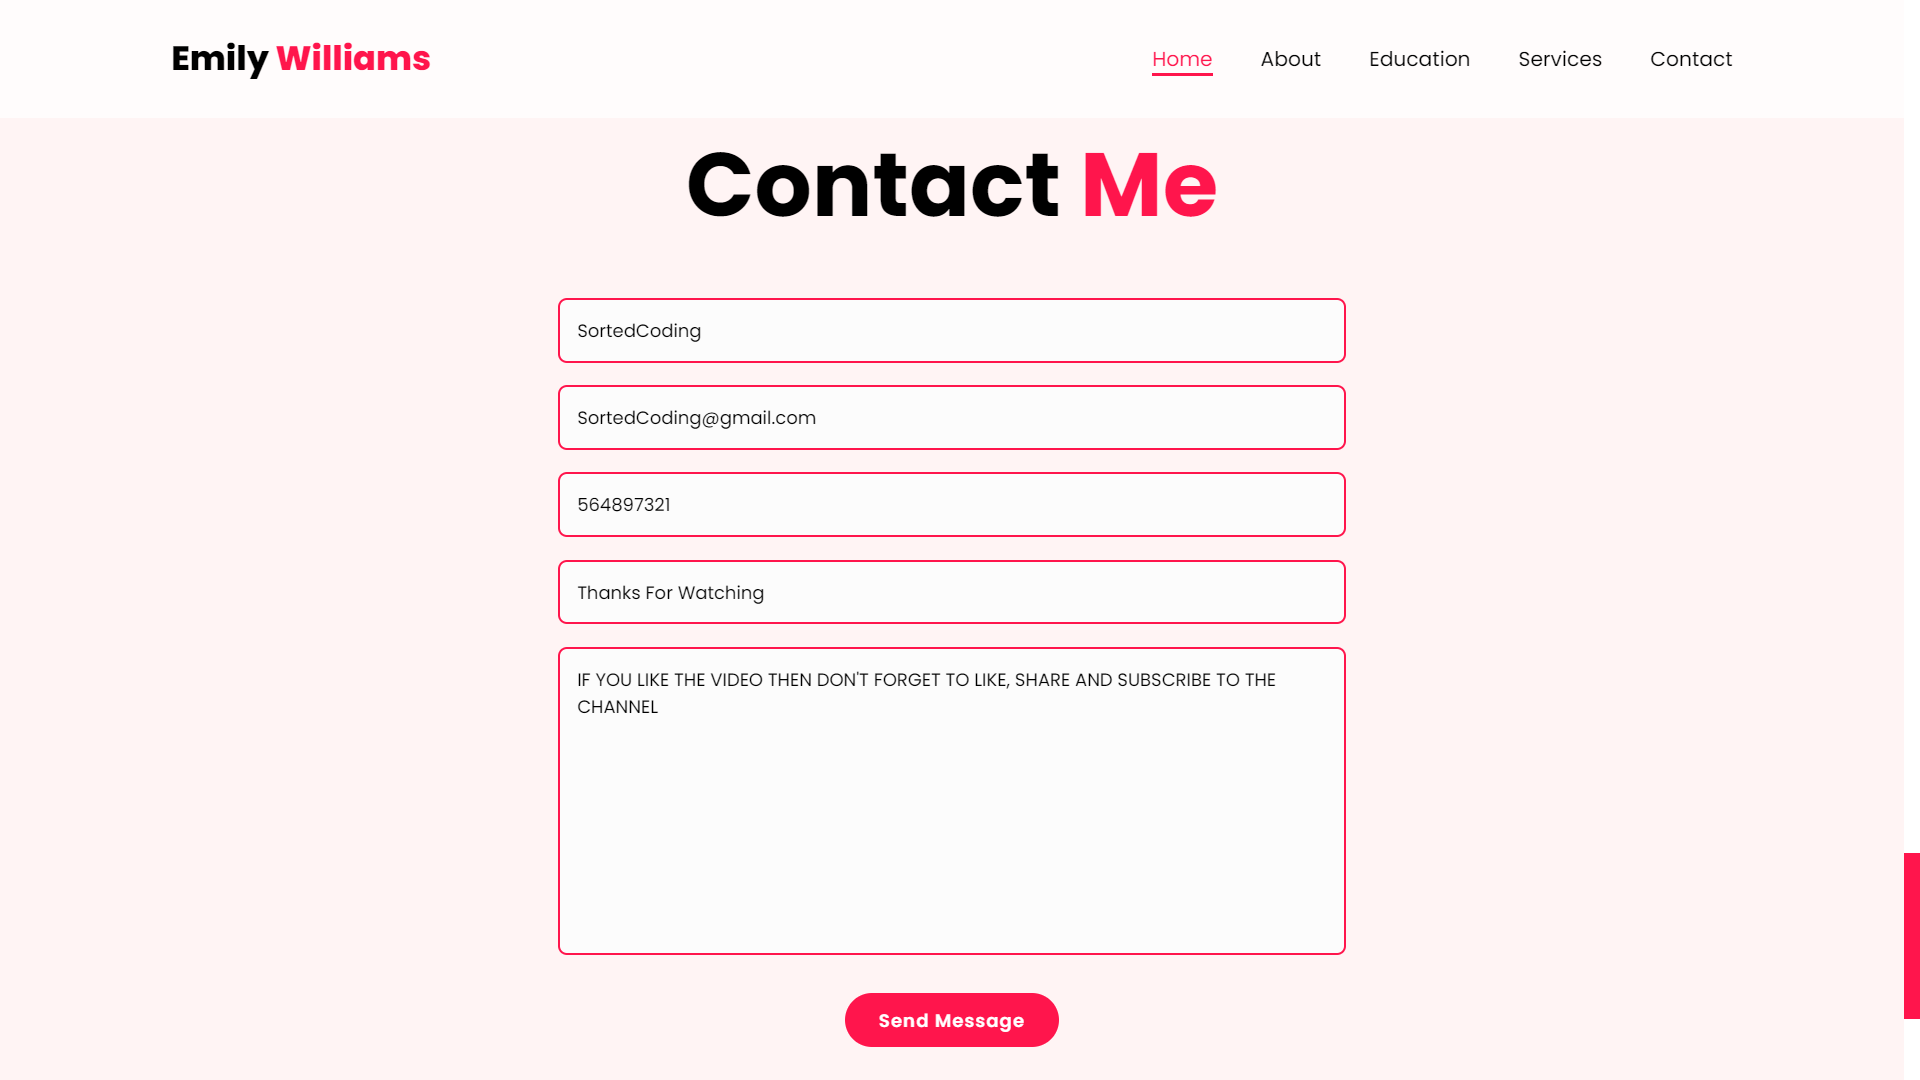 Emily Williams
Home About Education Services Contact
Contact Me
SortedCoding
SortedCoding@gmail.com
564897321
Thanks For Watching
IF YOU LIKE THE VIDEO THEN DON'T FORGET TO LIKE, SHARE AND SUBSCRIBE TO THE
CHANNEL
Send Message